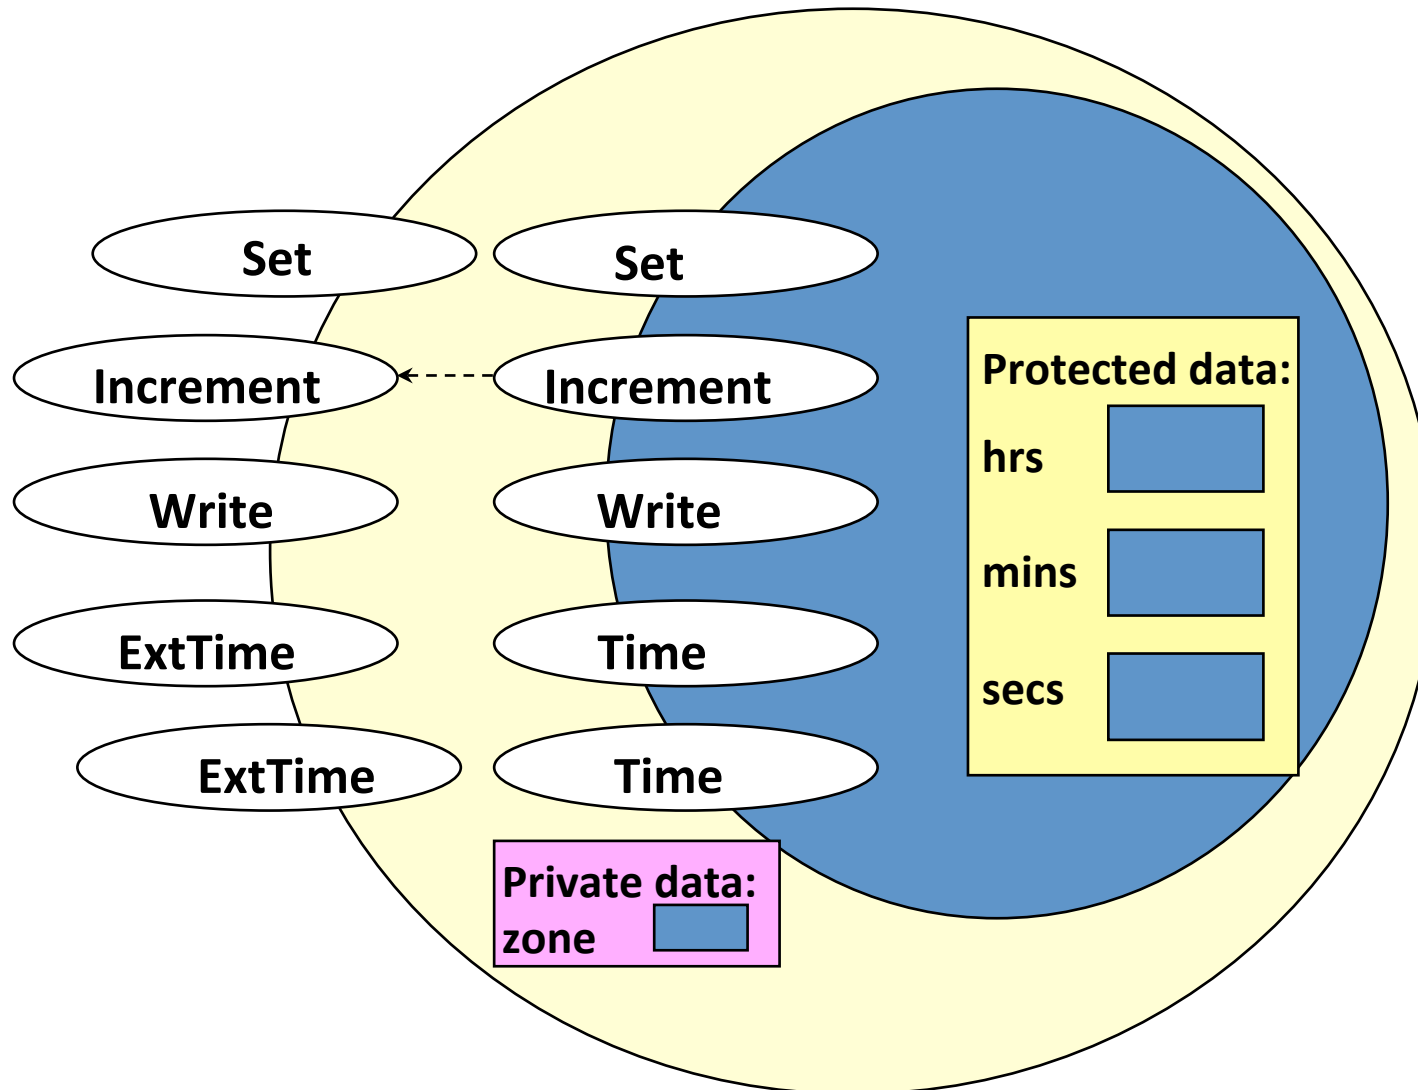 Set
Set
Increment
Increment
Write
Write
ExtTime
Time
ExtTime
Time
Protected data:
hrs
mins
secs
Private data:
zone